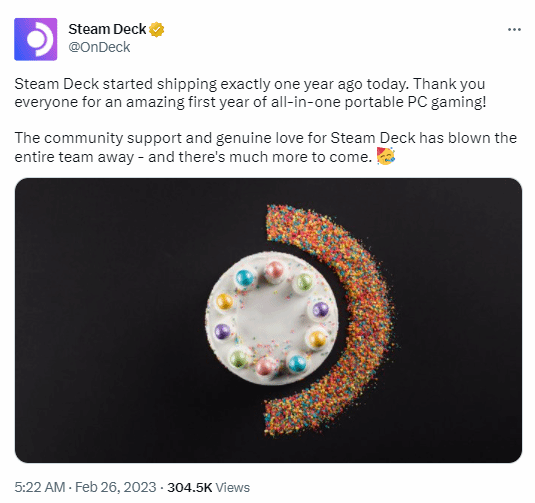 Steam Deck
@OnDeck
Steam Deck started shipping exactly one year ago today. Thank you
everyone for an amazing first year of all-in-one portable PC gaming!
The community support and genuine love for Steam Deck has blown the
entire team away - and there's much more to come. 🥳
5:22 AM · Feb 26, 2023 · 304.5K Views